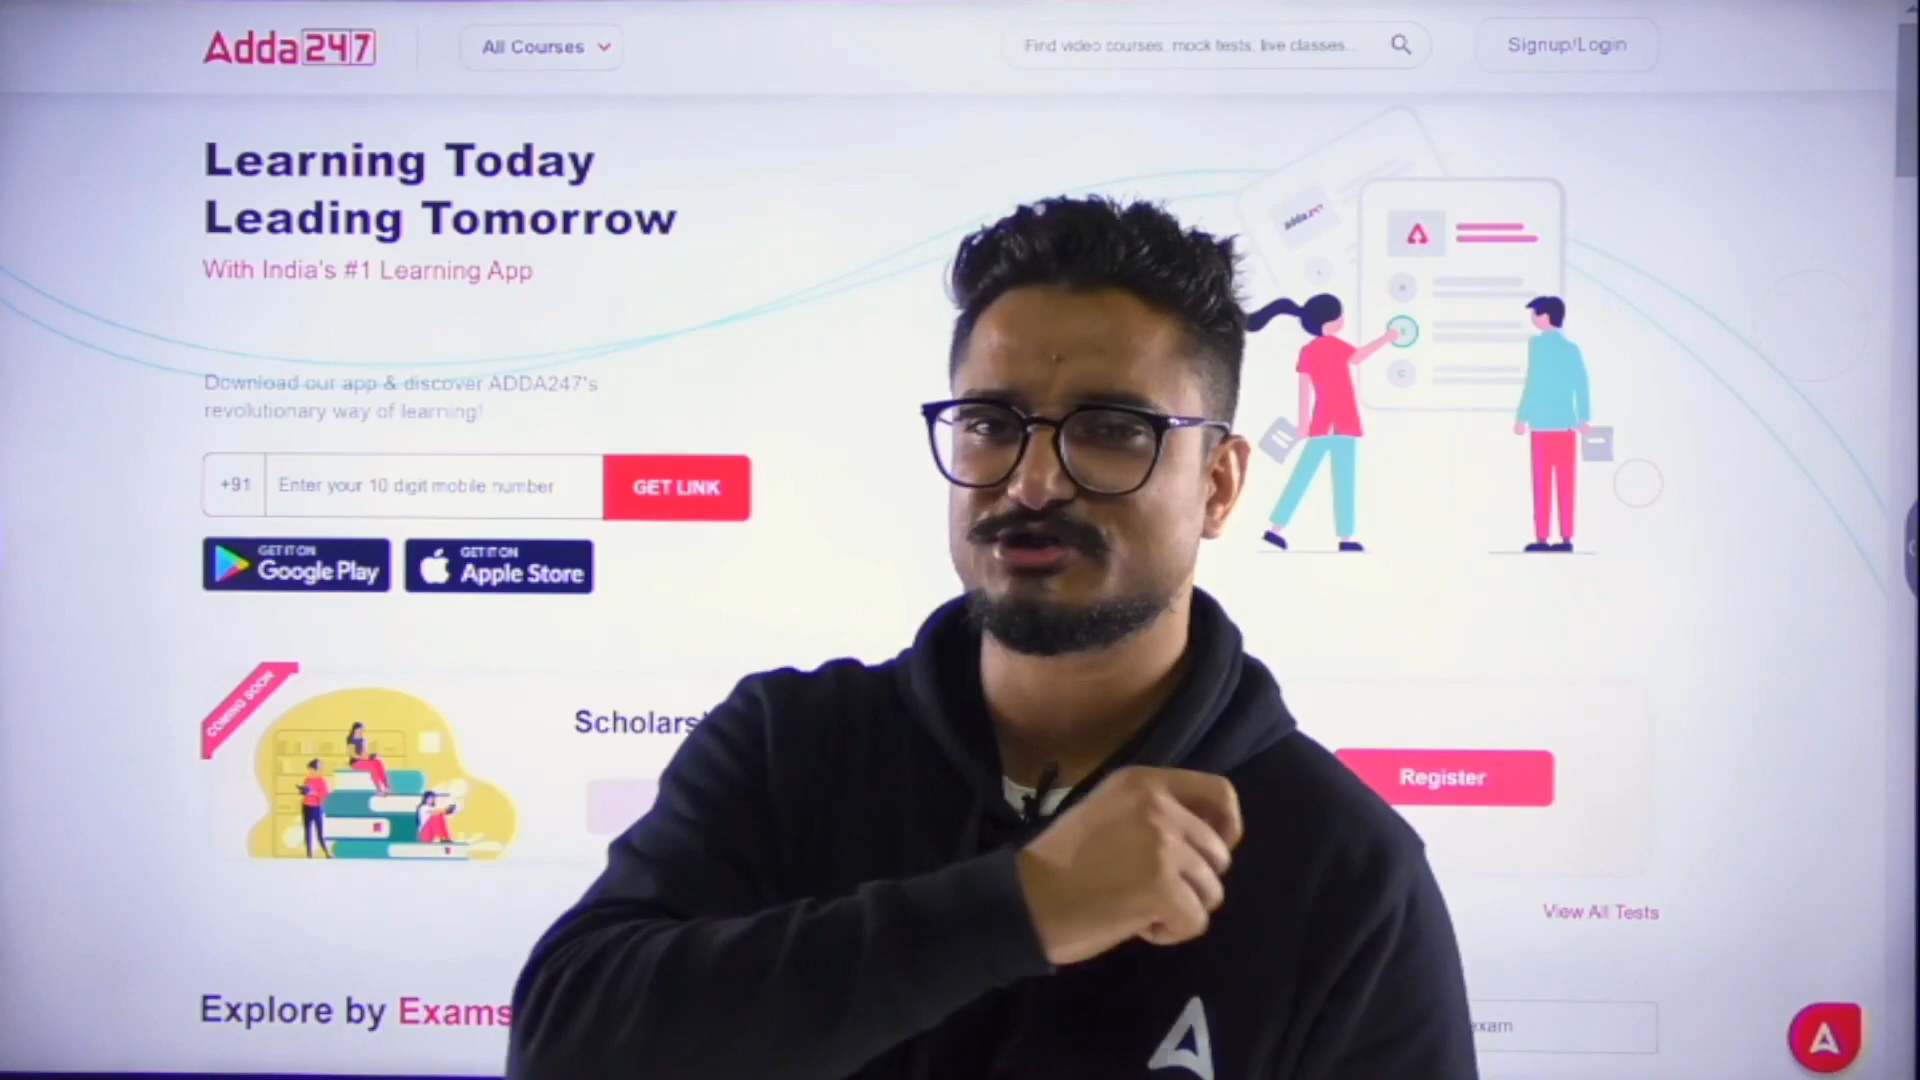 Adda247
All Courses
Find video courses, mock tests, live classes...
Signup/Login
Learning Today
Leading Tomorrow
With India's #1 Learning App
Download our app & discover ADDA247's
revolutionary way of learning!
+91
Enter your 10 digit mobile number
GET LINK
GET IT ON
Google Play
GET IT ON
Apple Store
COMING SOON
Register
View All Tests
Explore by Exams
exam